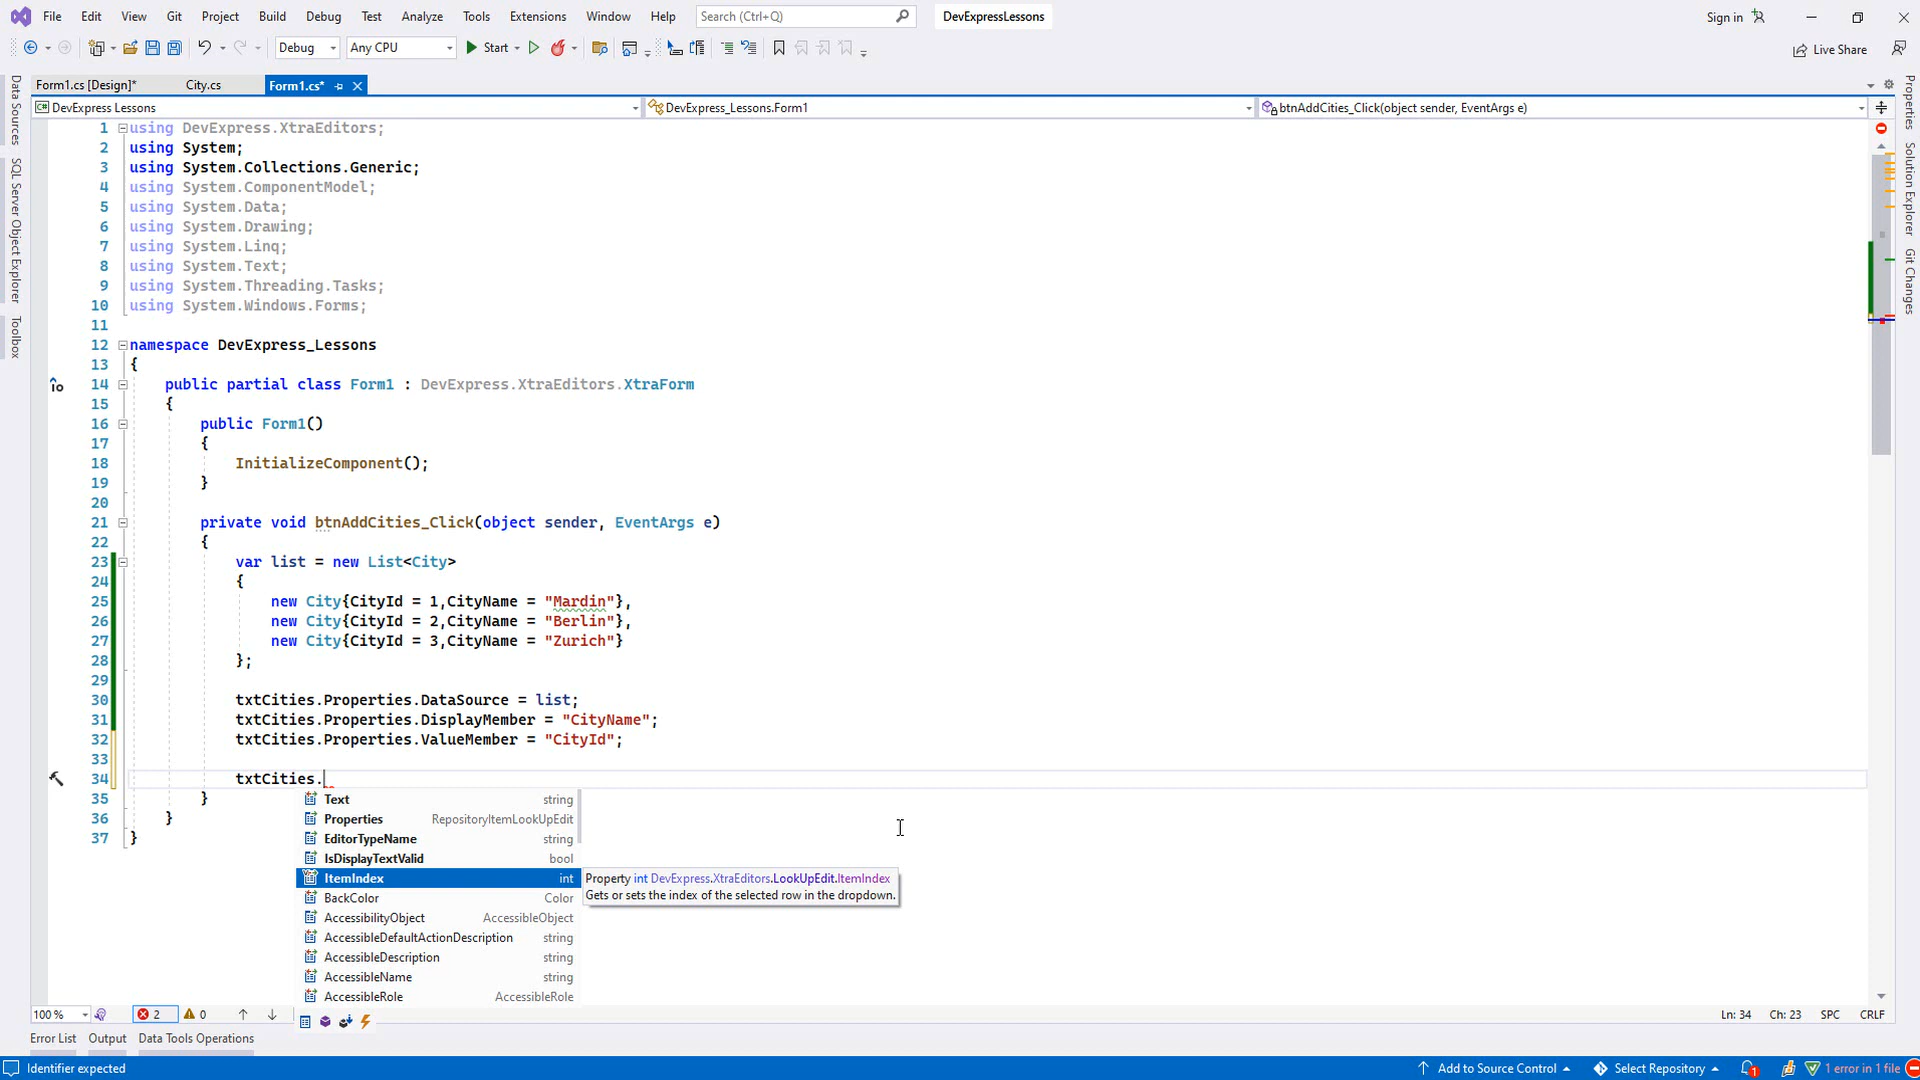 File Edit View Git Project Build Debug Test Analyze Tools Extensions Window Help Search (Ctrl+Q) DevExpressLessons Sign in
Debug Any CPU Start Live Share
Form1.cs [Design]* City.cs Form1.cs*
DevExpress Lessons DevExpress_Lessons.Form1 btnAddCities_Click(object sender, EventArgs e)
Data Sources
SQL Server Object Explorer
Toolbox
1 using DevExpress.XtraEditors;
2 using System;
3 using System.Collections.Generic;
4 using System.ComponentModel;
5 using System.Data;
6 using System.Drawing;
7 using System.Linq;
8 using System.Text;
9 using System.Threading.Tasks;
10 using System.Windows.Forms;
11
12 namespace DevExpress_Lessons
13 {
14 public partial class Form1 : DevExpress.XtraEditors.XtraForm
15 {
16 public Form1()
17 {
18 InitializeComponent();
19 }
20
21 private void btnAddCities_Click(object sender, EventArgs e)
22 {
23 var list = new List<City>
24 {
25 new City{CityId = 1,CityName = "Mardin"},
26 new City{CityId = 2,CityName = "Berlin"},
27 new City{CityId = 3,CityName = "Zurich"}
28 };
29
30 txtCities.Properties.DataSource = list;
31 txtCities.Properties.DisplayMember = "CityName";
32 txtCities.Properties.ValueMember = "CityId";
33
34 txtCities.
35 }
36 }
37 }
Text string
Properties RepositoryItemLookUpEdit
EditorTypeName string
IsDisplayTextValid bool
ItemIndex int
BackColor Color
AccessibilityObject AccessibleObject
AccessibleDefaultActionDescription string
AccessibleDescription string
AccessibleName string
AccessibleRole AccessibleRole
Property int DevExpress.XtraEditors.LookUpEdit.ItemIndex
Gets or sets the index of the selected row in the dropdown.
Properties
Solution Explorer
Git Changes
100 % 2 0 Ln: 34 Ch: 23 SPC CRLF
Error List Output Data Tools Operations
Identifier expected Add to Source Control Select Repository 1 1 error in 1 file